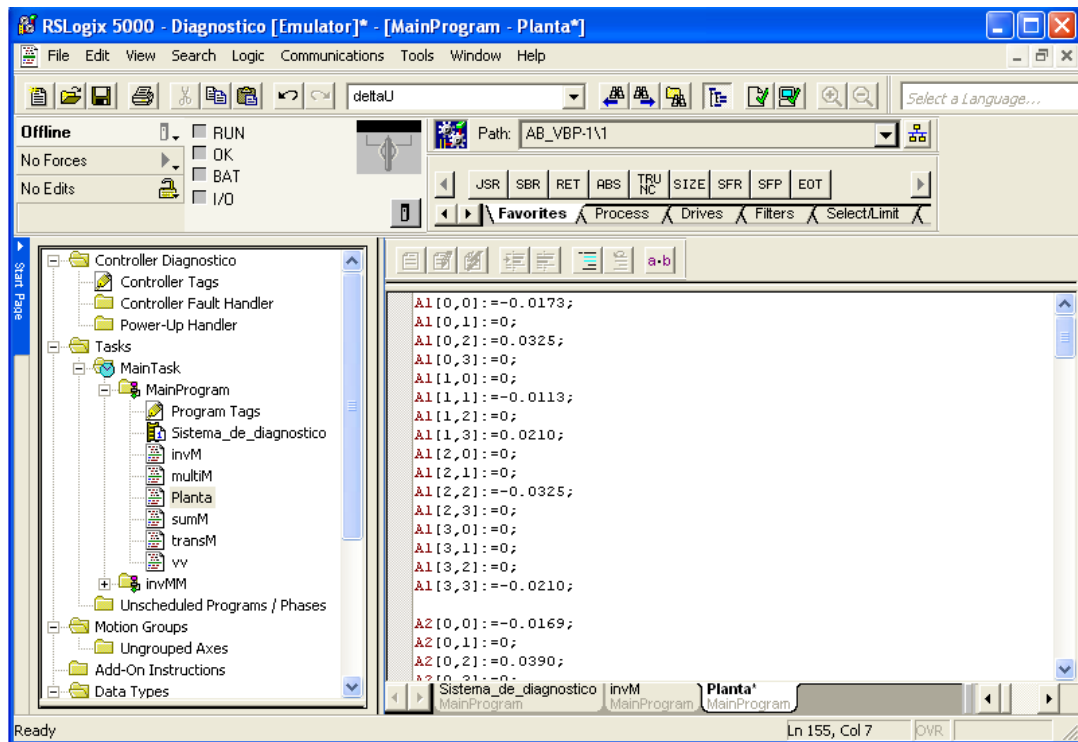 RSLogix 5000 - Diagnostico [Emulator]* - [MainProgram - Planta*]
File Edit View Search Logic Communications Tools Window Help
deltaU
Select a Language...
Offline
RUN
No Forces
OK
No Edits
BAT
I/O
Path: AB_VBP-1\1
JSR SBR RET ABS TRUNC SIZE SFR SFP EOT
Favorites Process Drives Filters Select/Limit
Start Page
Controller Diagnostico
Controller Tags
Controller Fault Handler
Power-Up Handler
Tasks
MainTask
MainProgram
Program Tags
Sistema_de_diagnostico
invM
multiM
Planta
sumM
transM
vv
invMM
Unscheduled Programs / Phases
Motion Groups
Ungrouped Axes
Add-On Instructions
Data Types
a-b
A1[0,0]:=-0.0173;
A1[0,1]:=0;
A1[0,2]:=0.0325;
A1[0,3]:=0;
A1[1,0]:=0;
A1[1,1]:=-0.0113;
A1[1,2]:=0;
A1[1,3]:=0.0210;
A1[2,0]:=0;
A1[2,1]:=0;
A1[2,2]:=-0.0325;
A1[2,3]:=0;
A1[3,0]:=0;
A1[3,1]:=0;
A1[3,2]:=0;
A1[3,3]:=-0.0210;
A2[0,0]:=-0.0169;
A2[0,1]:=0;
A2[0,2]:=0.0390;
A2[0,3]:=0;
Sistema_de_diagnostico invM Planta*
MainProgram MainProgram MainProgram
Ready
Ln 155, Col 7
OVR